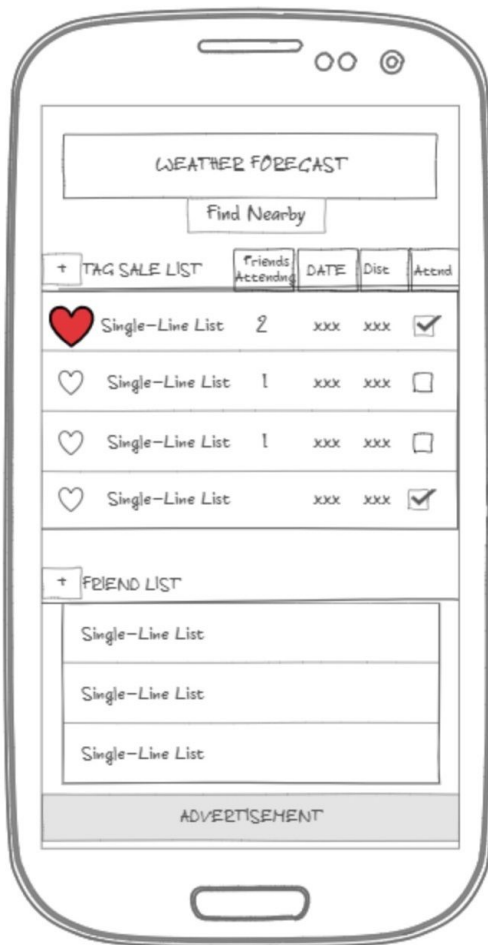 WEATHER FORECAST
Find Nearby
+ TAG SALE LIST Friends Attendng DATE Dist Attnd
Single-Line List 2 xxx xxx
Single-Line List 1 xxx xxx
Single-Line List 1 xxx xxx
Single-Line List xxx xxx
+ FRIEND LIST
Single-Line List
Single-Line List
Single-Line List
ADVERTISEMENT